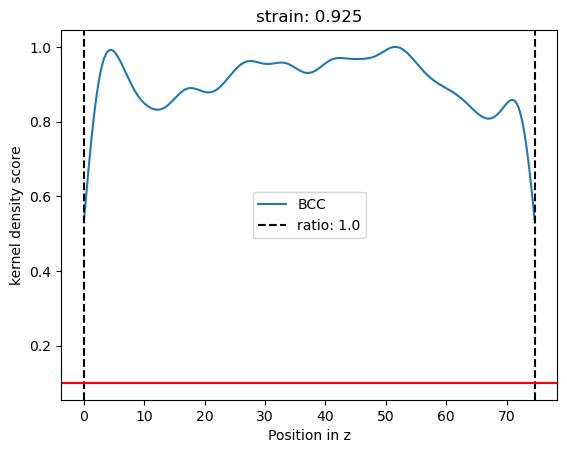 strain: 0.925
kernel density score
1.0
0.8
0.6
0.4
0.2
BCC
ratio: 1.0
0 10 20 30 40 50 60 70
Position in z